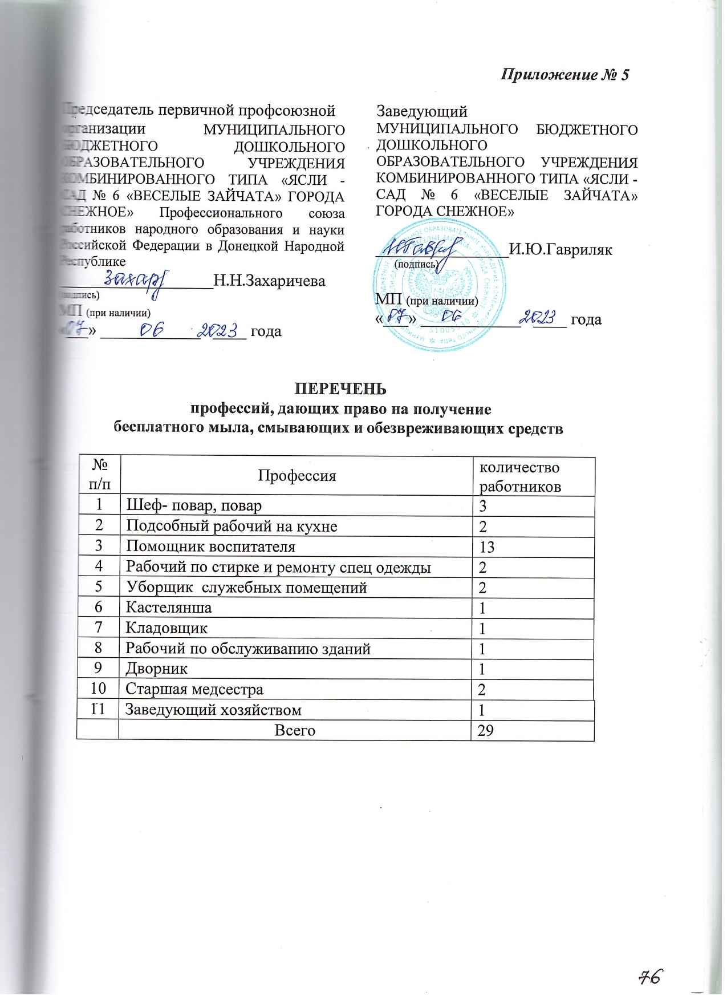 Приложение № 5
Председатель первичной профсоюзной
организации МУНИЦИПАЛЬНОГО
БЮДЖЕТНОГО ДОШКОЛЬНОГО
ОБРАЗОВАТЕЛЬНОГО УЧРЕЖДЕНИЯ
КОМБИНИРОВАННОГО ТИПА «ЯСЛИ -
САД № 6 «ВЕСЕЛЫЕ ЗАЙЧАТА» ГОРОДА
СНЕЖНОЕ» Профессионального союза
работников народного образования и науки
Российской Федерации в Донецкой Народной
Республике
Захар Н.Н.Захаричева
(подпись)
МП (при наличии)
«07» 06 2023 года
Заведующий
МУНИЦИПАЛЬНОГО БЮДЖЕТНОГО
ДОШКОЛЬНОГО
ОБРАЗОВАТЕЛЬНОГО УЧРЕЖДЕНИЯ
КОМБИНИРОВАННОГО ТИПА «ЯСЛИ -
САД № 6 «ВЕСЕЛЫЕ ЗАЙЧАТА»
ГОРОДА СНЕЖНОЕ»
И.Ю.Гавриляк
(подпись)
МП (при наличии)
«07» 06 2023 года
ПЕРЕЧЕНЬ
профессий, дающих право на получение
бесплатного мыла, смывающих и обезвреживающих средств
№ п/п Профессия количество работников
1 Шеф- повар, повар 3
2 Подсобный рабочий на кухне 2
3 Помощник воспитателя 13
4 Рабочий по стирке и ремонту спец одежды 2
5 Уборщик служебных помещений 2
6 Кастелянша 1
7 Кладовщик 1
8 Рабочий по обслуживанию зданий 1
9 Дворник 1
10 Старшая медсестра 2
11 Заведующий хозяйством 1
Всего 29
76